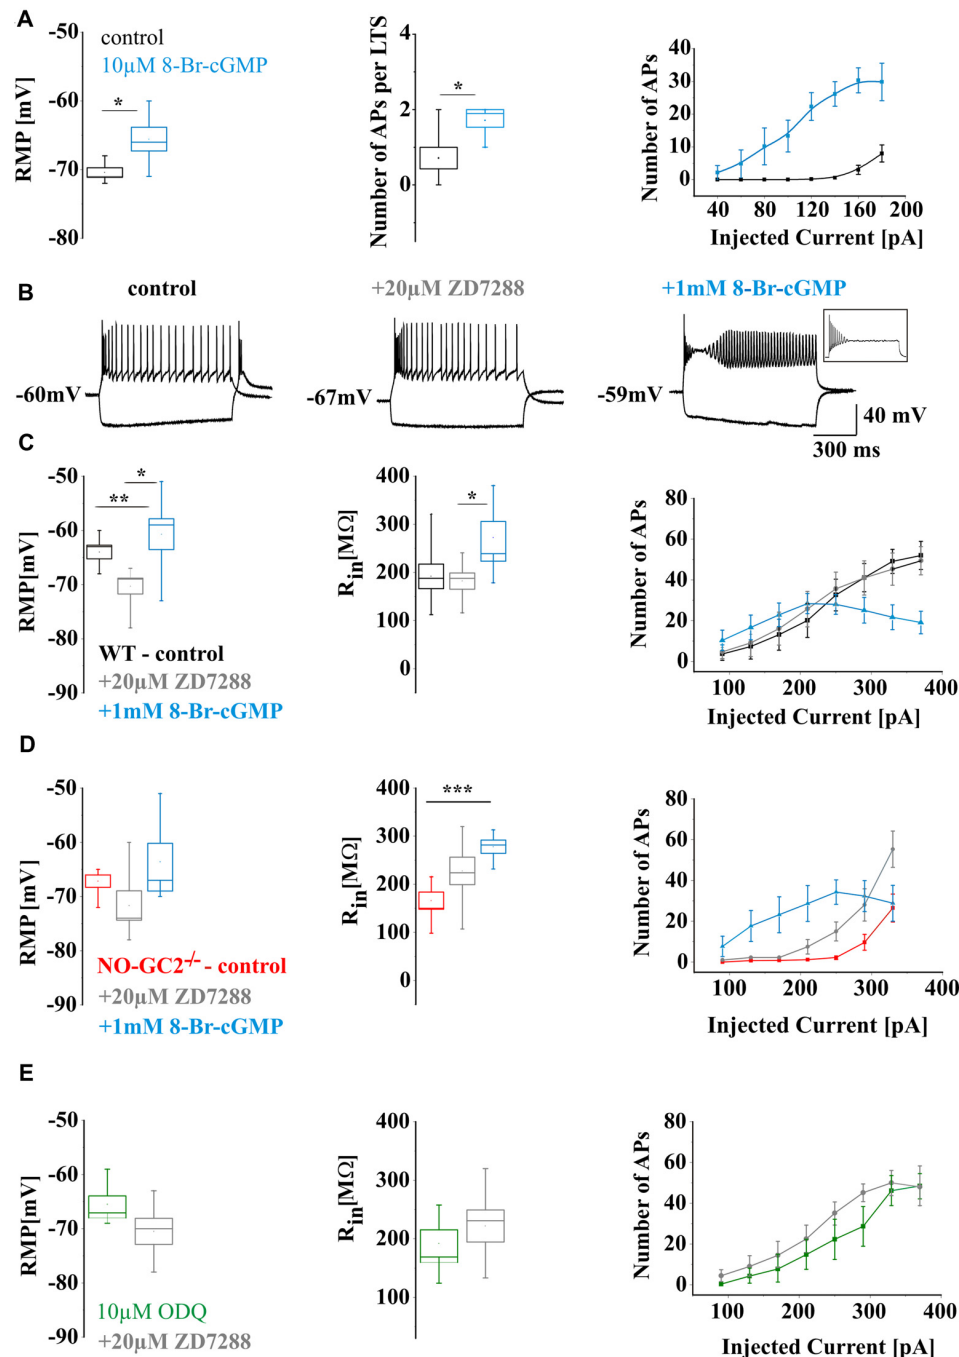 A
-50
-60
-70
-80
RMP [mV]
control
10µM 8-Br-cGMP
*
4
2
0
Number of APs per LTS
*
40
30
20
10
0
Number of APs
40 80 120 160 200
Injected Current [pA]
B
control
+20µM ZD7288
+1mM 8-Br-cGMP
-60mV
-67mV
-59mV
40 mV
300 ms
C
-50
-60
-70
-80
-90
RMP[mV]
*
**
WT - control
+20µM ZD7288
+1mM 8-Br-cGMP
400
300
200
100
0
Rin[MΩ]
*
80
60
40
20
0
Number of APs
100 200 300 400
Injected Current [pA]
D
-50
-60
-70
-80
-90
RMP [mV]
NO-GC2-/- - control
+20µM ZD7288
+1mM 8-Br-cGMP
400
300
200
100
0
Rin[MΩ]
***
80
60
40
20
0
Number of APs
100 200 300 400
Injected Current [pA]
E
-50
-60
-70
-80
-90
RMP[mV]
10µM ODQ
+20µM ZD7288
400
300
200
100
Rin[MΩ]
80
60
40
20
0
Number of APs
100 200 300 400
Injected Current [pA]